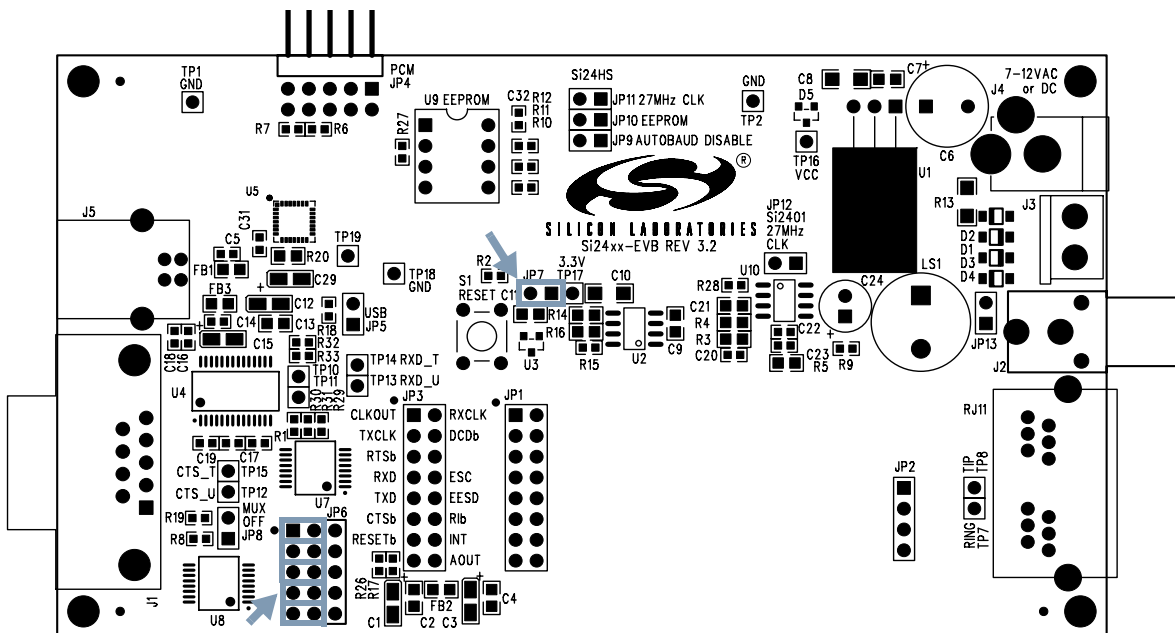 TP1
GND
PCM
JP4
R7
R6
R27
U9 EEPROM
C32
R12
R11
R10
Si24HS
JP11 27MHz CLK
JP10 EEPROM
JP9 AUTOBAUD DISABLE
GND
TP2
C8
D5
TP16
VCC
C7
+
C6
7-12VAC
or DC
J4
U1
R13
J3
D2
D1
D3
D4
®
SILICON LABORATORIES
Si24xx-EVB REV 3.2
JP12
Si2401
27MHz
CLK
J5
U5
C31
C5
FB1
R20
C29
TP19
TP18
GND
R2
S1
RESET
C11
JP7
3.3V
TP17
C10
U10
R28
C21
R4
R3
C20
C24
+
LS1
C22
C23
R5
R9
JP13
J2
FB3
+
C12
C14
C13
+
C15
C18
C16
R18
R32
R33
USB
JP5
R14
R16
R15
U3
U2
C9
TP10
TP11
TP14 RXD_T
TP13 RXD_U
U4
R30
R31
R29
R1
C19
C17
CTS_T
TP15
CTS_U
TP12
U7
R19
R8
MUX
OFF
JP8
JP6
U8
J1
JP3
JP1
CLKOUT
RXCLK
TXCLK
DCDb
RTSb
RXD
ESC
TXD
EESD
CTSb
RIb
RESETb
INT
AOUT
R26
R17
C1
+
C2
FB2
C3
+
C4
JP2
RJ11
TIP
TP8
RING
TP7